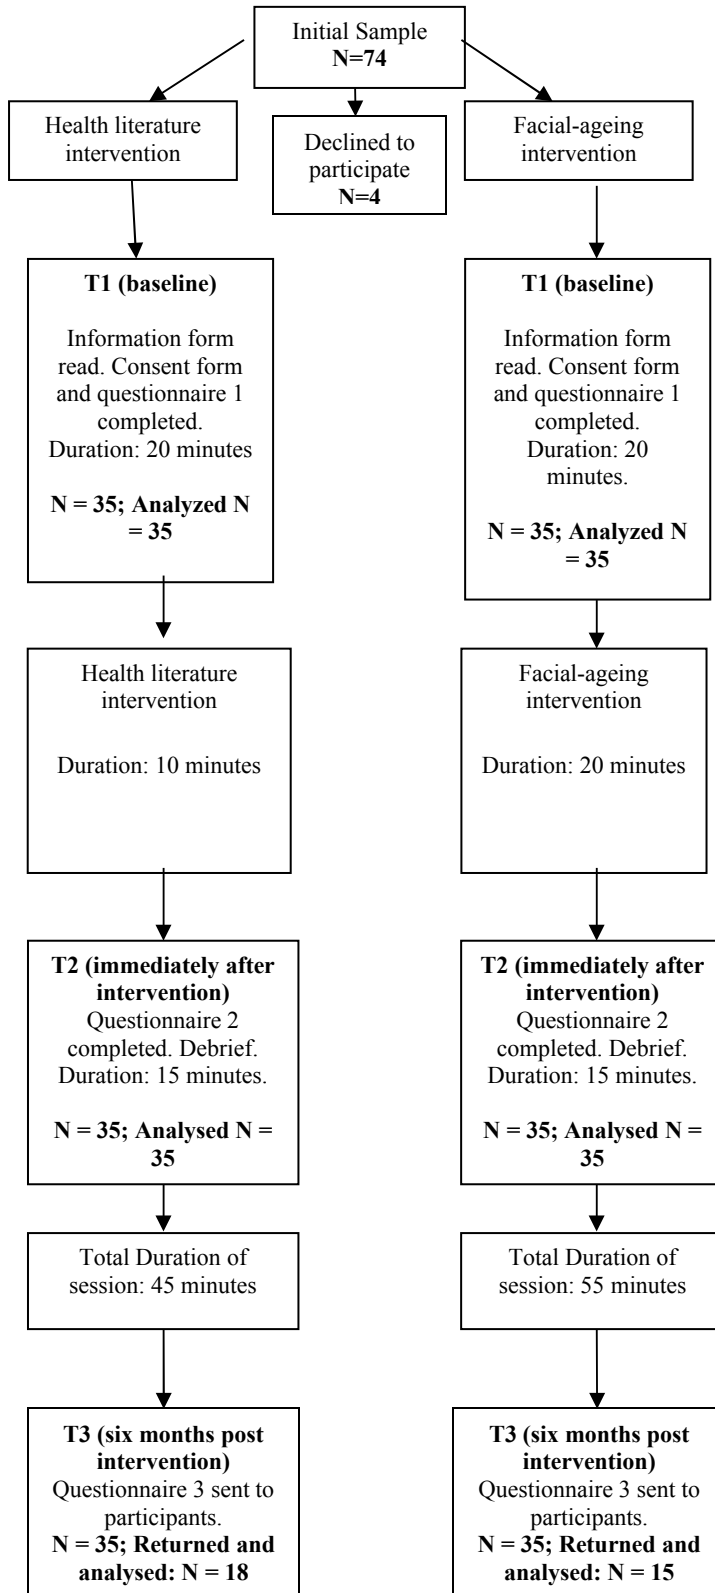 Initial Sample
N=74
Health literature
intervention
Declined to
participate
N=4
Facial-ageing
intervention
T1 (baseline)
Information form
read. Consent form
and questionnaire 1
completed.
Duration: 20 minutes
N = 35; Analyzed N
= 35
T1 (baseline)
Information form
read. Consent form
and questionnaire 1
completed.
Duration: 20
minutes.
N = 35; Analyzed N
= 35
Health literature
intervention
Duration: 10 minutes
Facial-ageing
intervention
Duration: 20 minutes
T2 (immediately after
intervention)
Questionnaire 2
completed. Debrief.
Duration: 15 minutes.
N = 35; Analysed N =
35
T2 (immediately after
intervention)
Questionnaire 2
completed. Debrief.
Duration: 15 minutes.
N = 35; Analysed N =
35
Total Duration of
session: 45 minutes
Total Duration of
session: 55 minutes
T3 (six months post
intervention)
Questionnaire 3 sent to
participants.
N = 35; Returned and
analysed: N = 18
T3 (six months post
intervention)
Questionnaire 3 sent to
participants.
N = 35; Returned and
analysed: N = 15